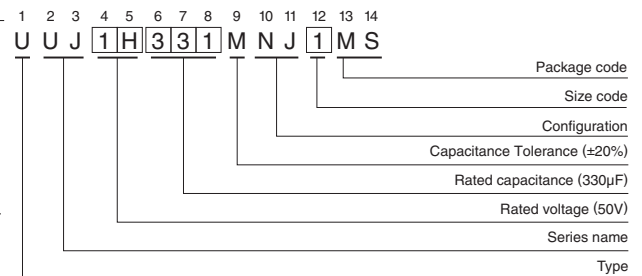 1 2 3 4 5 6 7 8 9 10 11 12 13 14
U U J 1 H 3 3 1 M N J 1 M S
Package code
Size code
Configuration
Capacitance Tolerance (±20%)
Rated capacitance (330µF)
Rated voltage (50V)
Series name
Type